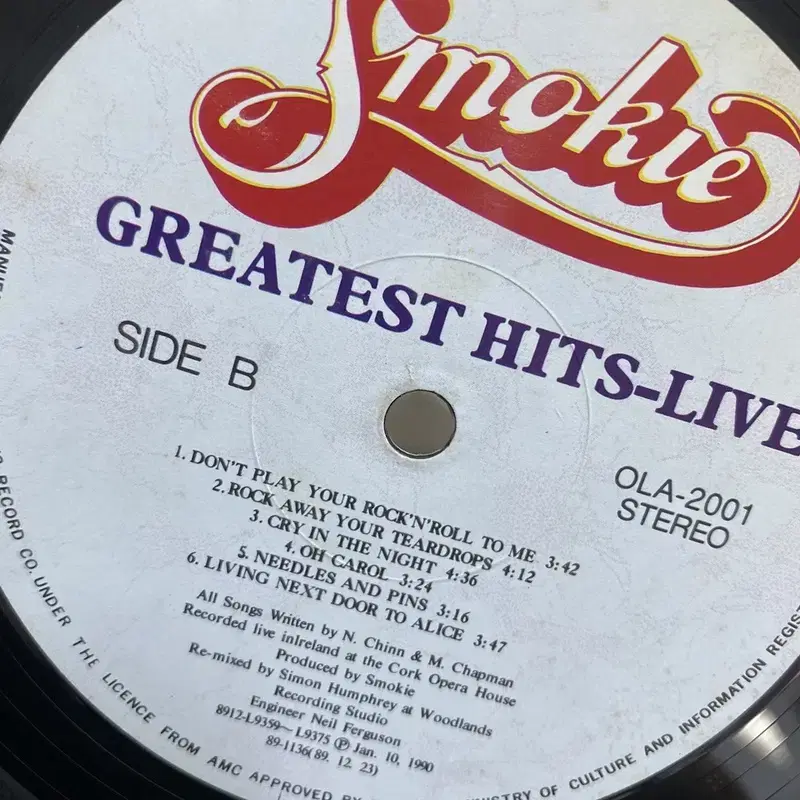 Smokie
GREATEST HITS-LIVE
SIDE B
OLA-2001
STEREO
1. DON'T PLAY YOUR ROCK'N'ROLL TO ME 3:42
2. ROCK AWAY YOUR TEARDROPS 4:12
3. CRY IN THE NIGHT 4:36
4. OH CAROL 3:24
5. NEEDLES AND PINS 3:16
6. LIVING NEXT DOOR TO ALICE 3:47
All Songs Written by N. Chinn & M. Chapman
Recorded live inIreland at the Cork Opera House
Produced by Smokie
Re-mixed by Simon Humphrey at Woodlands
Recording Studio
Engineer Neil Ferguson
8912-L9359~L9375 Ⓟ Jan. 10, 1990
89-1136(89. 12. 23)
RECORD CO. UNDER THE LICENCE FROM AMC APPROVED BY
OF CULTURE AND INFORMATION